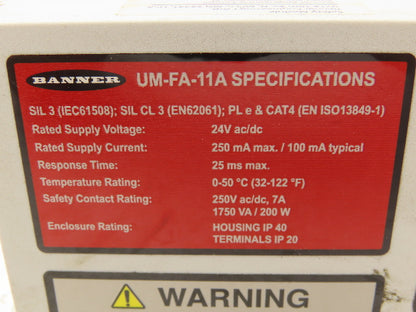 BANNER UM-FA-11A SPECIFICATIONS
SIL 3 (IEC61508); SIL CL 3 (EN62061); PL e & CAT4 (EN ISO13849-1)
Rated Supply Voltage: 24V ac/dc
Rated Supply Current: 250 mA max. / 100 mA typical
Response Time: 25 ms max.
Temperature Rating: 0-50 °C (32-122 °F)
Safety Contact Rating: 250V ac/dc, 7A
1750 VA / 200 W
Enclosure Rating: HOUSING IP 40
TERMINALS IP 20
WARNING